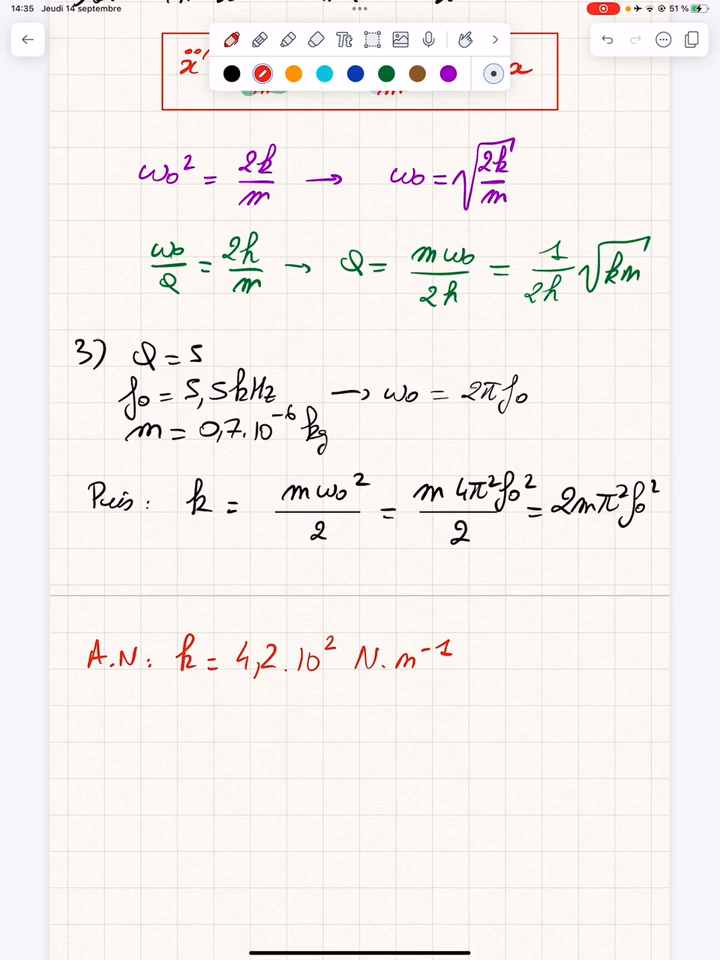 14:35 Jeudi 14 septembre 51 %
Tt
ẍ
x
ω₀² = 2k/m → ω₀ = √(2k/m)
ω₀/Q = 2h/m → Q = mω₀/2h = 1/2h √km
3) Q = 5
f₀ = 5,5 kHz → ω₀ = 2πf₀
m = 0,7.10⁻⁶ kg
Puis : k = mω₀²/2 = m 4π²f₀²/2 = 2mπ²f₀²
A.N : k = 4,2.10² N.m⁻¹